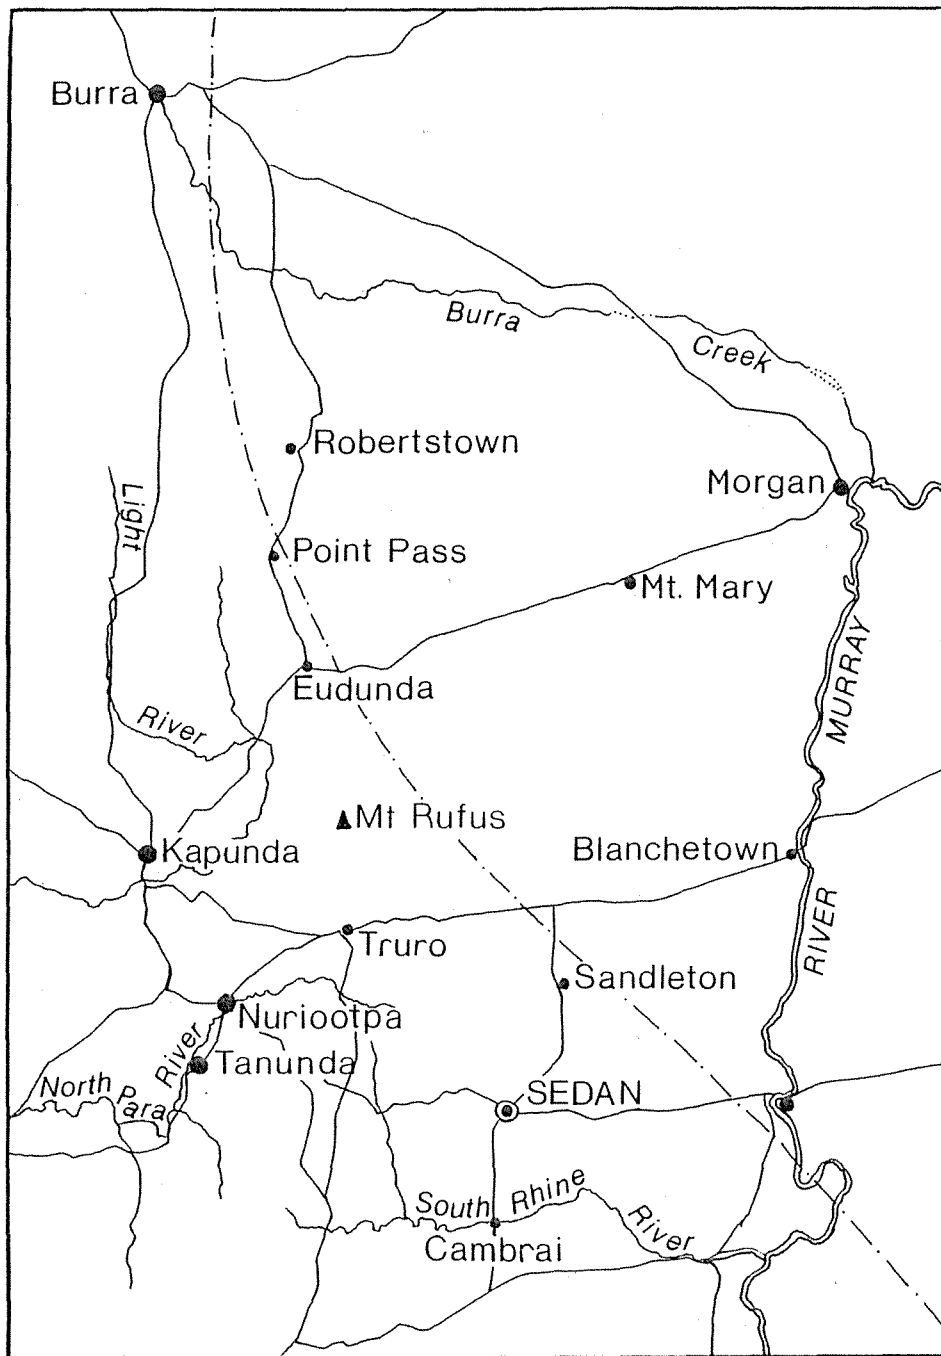 Burra
Burra
Creek
Robertstown
Light
Morgan
Point Pass
Mt. Mary
MURRAY
Eudunda
River
Mt Rufus
Blanchetown
Kapunda
RIVER
Truro
Sandleton
Nuriootpa
River
Tanunda
North
Para
SEDAN
South Rhine
River
Cambrai